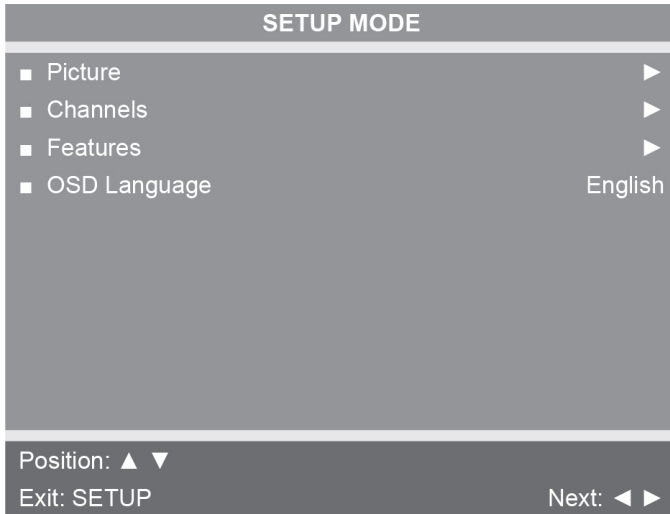 SETUP MODE
■ Picture ►
■ Channels ►
■ Features ►
■ OSD Language English
Position: ▲ ▼
Exit: SETUP Next: ◄ ►